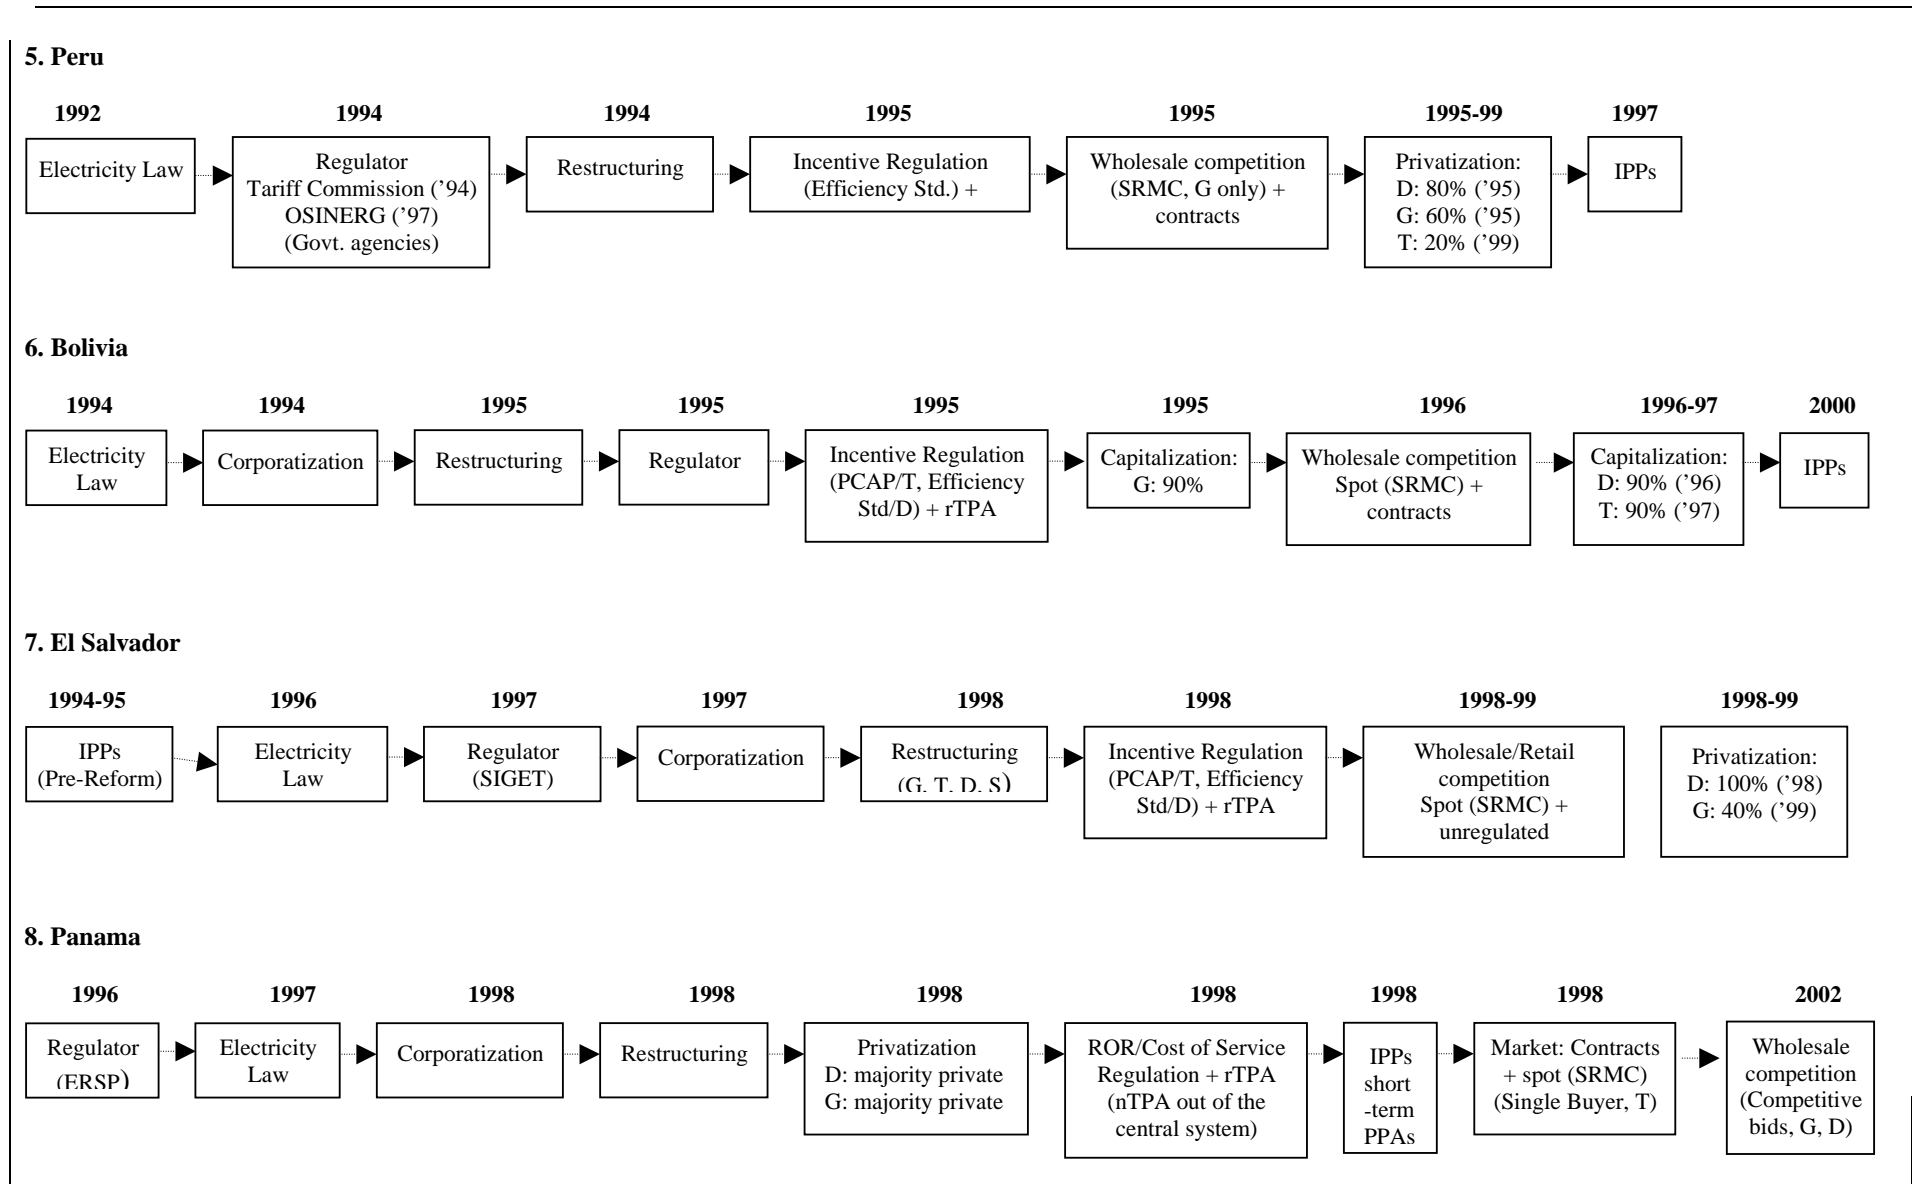 5. Peru
1992
1994
1994
1995
1995
1995-99
1997
Electricity Law
Regulator
Tariff Commission (’94)
OSINERG (’97)
(Govt. agencies)
Restructuring
Incentive Regulation
(Efficiency Std.) +
Wholesale competition
(SRMC, G only) +
contracts
Privatization:
D: 80% (’95)
G: 60% (’95)
T: 20% (’99)
IPPs
6. Bolivia
1994
1994
1995
1995
1995
1995
1996
1996-97
2000
Electricity
Law
Corporatization
Restructuring
Regulator
Incentive Regulation
(PCAP/T, Efficiency
Std/D) + rTPA
Capitalization:
G: 90%
Wholesale competition
Spot (SRMC) +
contracts
Capitalization:
D: 90% (’96)
T: 90% (’97)
IPPs
7. El Salvador
1994-95
1996
1997
1997
1998
1998
1998-99
1998-99
IPPs
(Pre-Reform)
Electricity
Law
Regulator
(SIGET)
Corporatization
Restructuring
(G, T, D, S)
Incentive Regulation
(PCAP/T, Efficiency
Std/D) + rTPA
Wholesale/Retail
competition
Spot (SRMC) +
unregulated
Privatization:
D: 100% (’98)
G: 40% (’99)
8. Panama
1996
1997
1998
1998
1998
1998
1998
1998
2002
Regulator
(ERSP)
Electricity
Law
Corporatization
Restructuring
Privatization
D: majority private
G: majority private
ROR/Cost of Service
Regulation + rTPA
(nTPA out of the
central system)
IPPs
short
-term
PPAs
Market: Contracts
+ spot (SRMC)
(Single Buyer, T)
Wholesale
competition
(Competitive
bids, G, D)